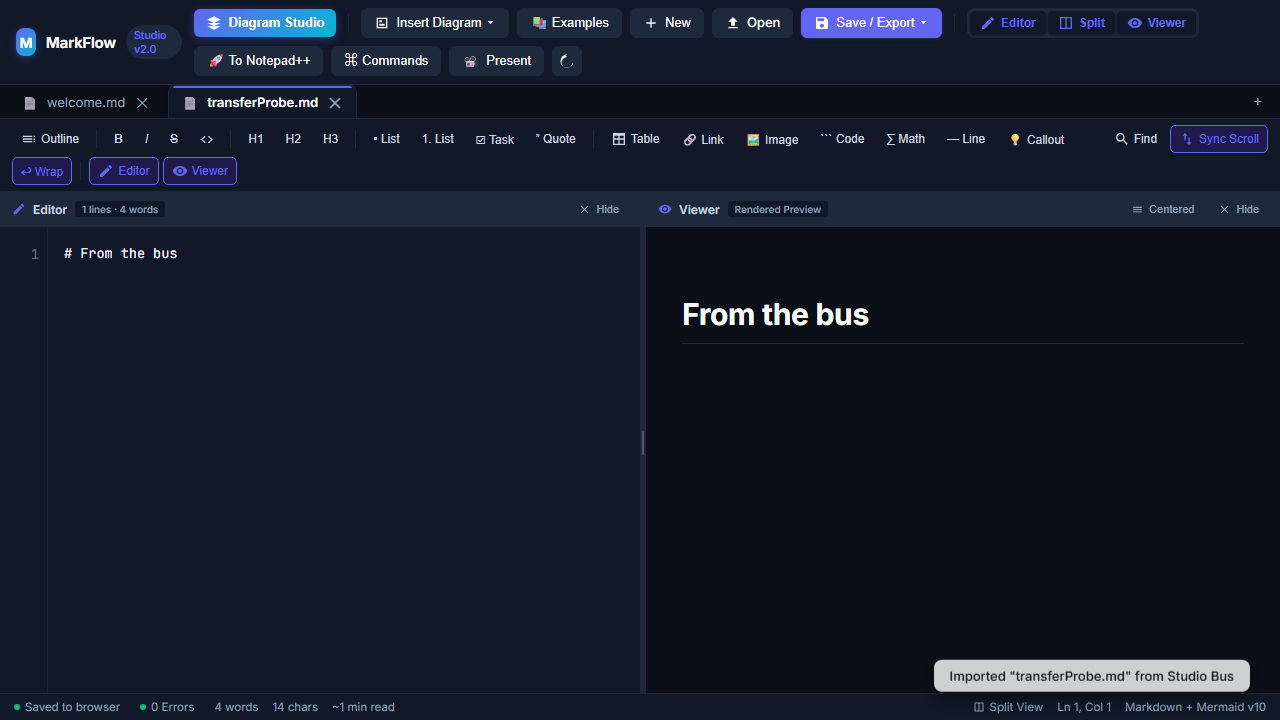 M MarkFlow Studio v2.0 Diagram Studio Insert Diagram Examples New Open Save / Export Editor Split Viewer
To Notepad++ Commands Present
welcome.md transferProbe.md +
Outline B I S <> H1 H2 H3 • List 1. List ☑ Task " Quote Table Link Image ``` Code ∑ Math — Line Callout Find Sync Scroll
↩ Wrap Editor Viewer
Editor 1 lines · 4 words Hide Viewer Rendered Preview Centered Hide
1 # From the bus
From the bus
Imported "transferProbe.md" from Studio Bus
Saved to browser 0 Errors 4 words 14 chars ~1 min read Split View Ln 1, Col 1 Markdown + Mermaid v10